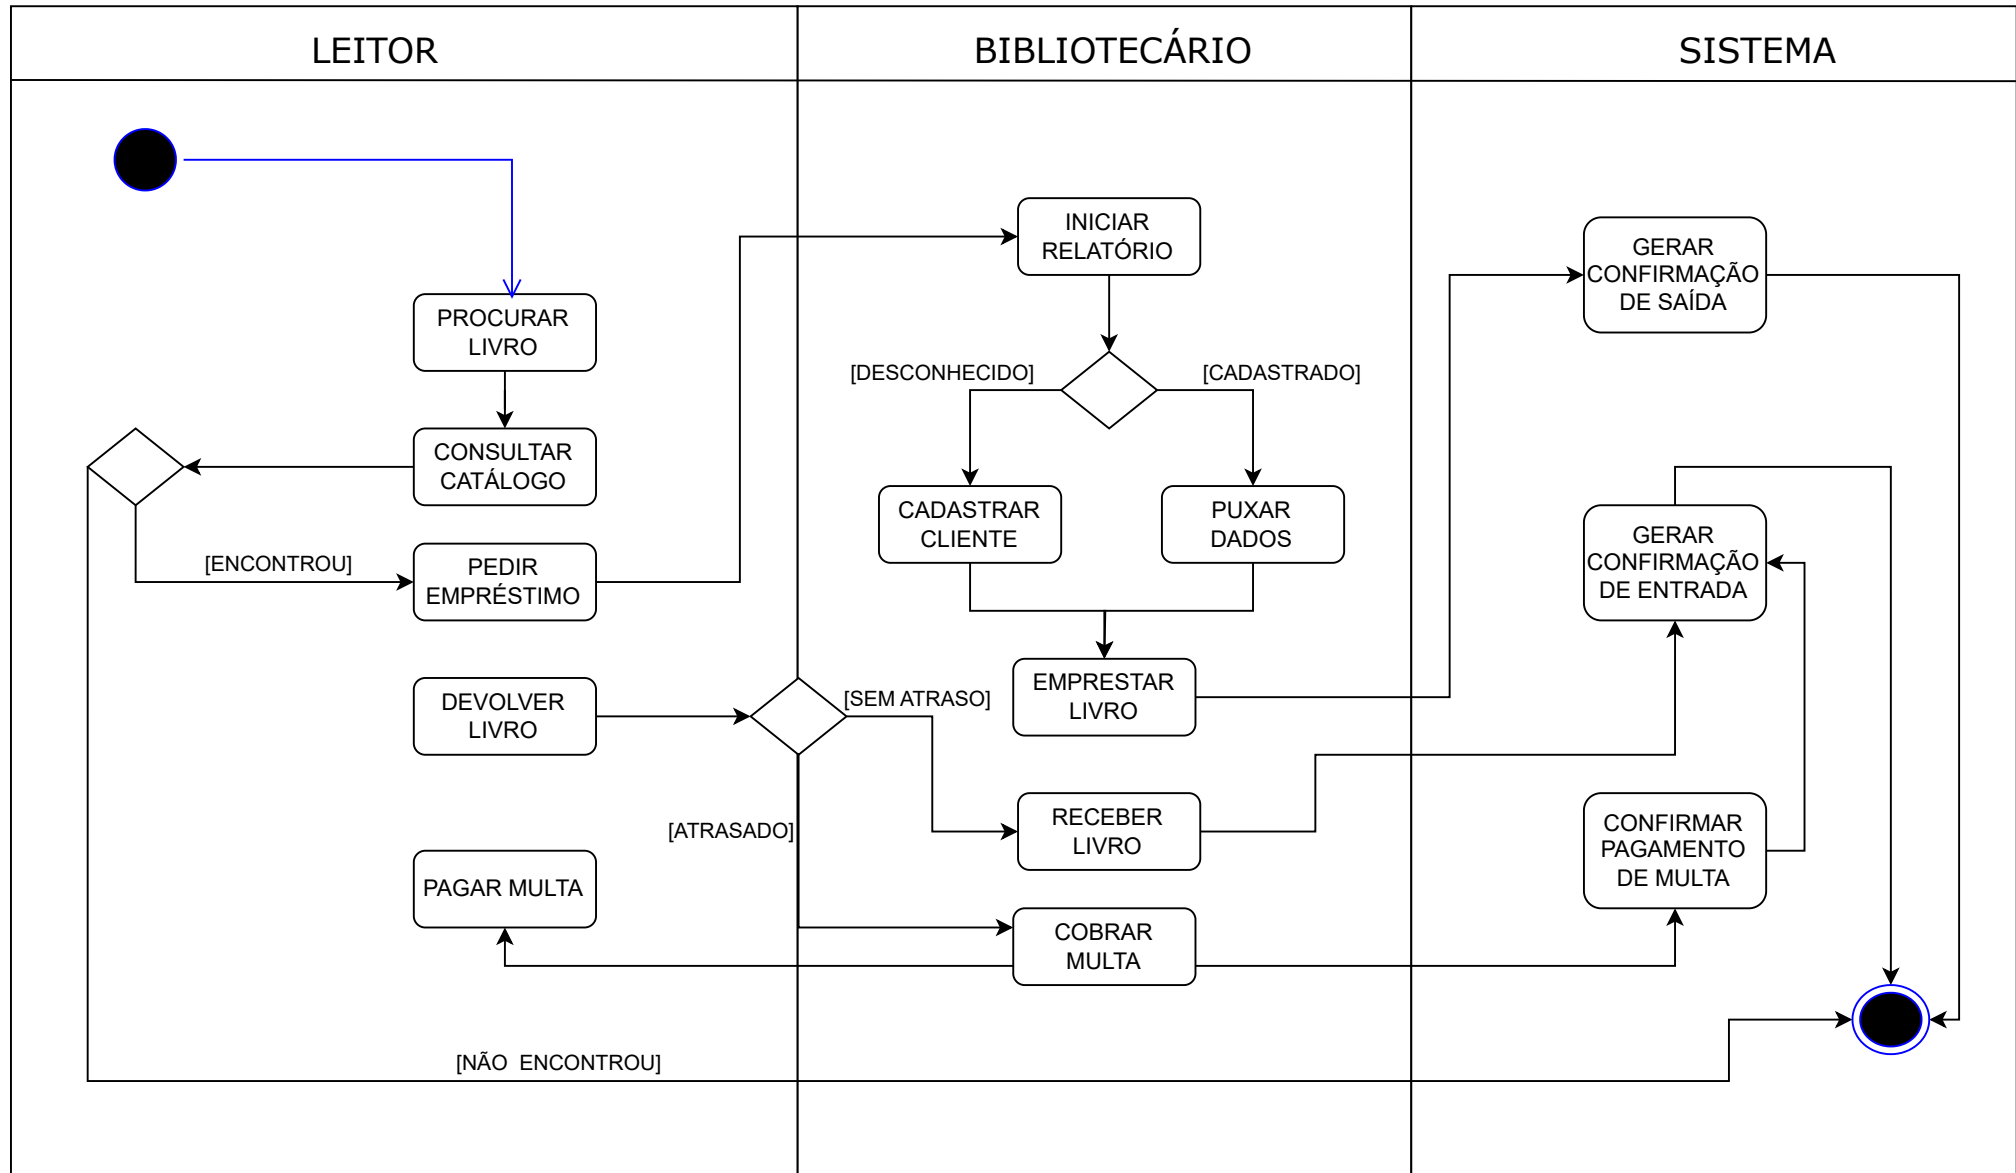 LEITOR
BIBLIOTECÁRIO
SISTEMA
PROCURAR
LIVRO
CONSULTAR
CATÁLOGO
[ENCONTROU]
PEDIR
EMPRÉSTIMO
DEVOLVER
LIVRO
[ATRASADO]
PAGAR MULTA
[NÃO  ENCONTROU]
INICIAR
RELATÓRIO
[DESCONHECIDO]
[CADASTRADO]
CADASTRAR
CLIENTE
PUXAR
DADOS
EMPRESTAR
LIVRO
[SEM ATRASO]
RECEBER
LIVRO
COBRAR
MULTA
GERAR
CONFIRMAÇÃO
DE SAÍDA
GERAR
CONFIRMAÇÃO
DE ENTRADA
CONFIRMAR
PAGAMENTO
DE MULTA